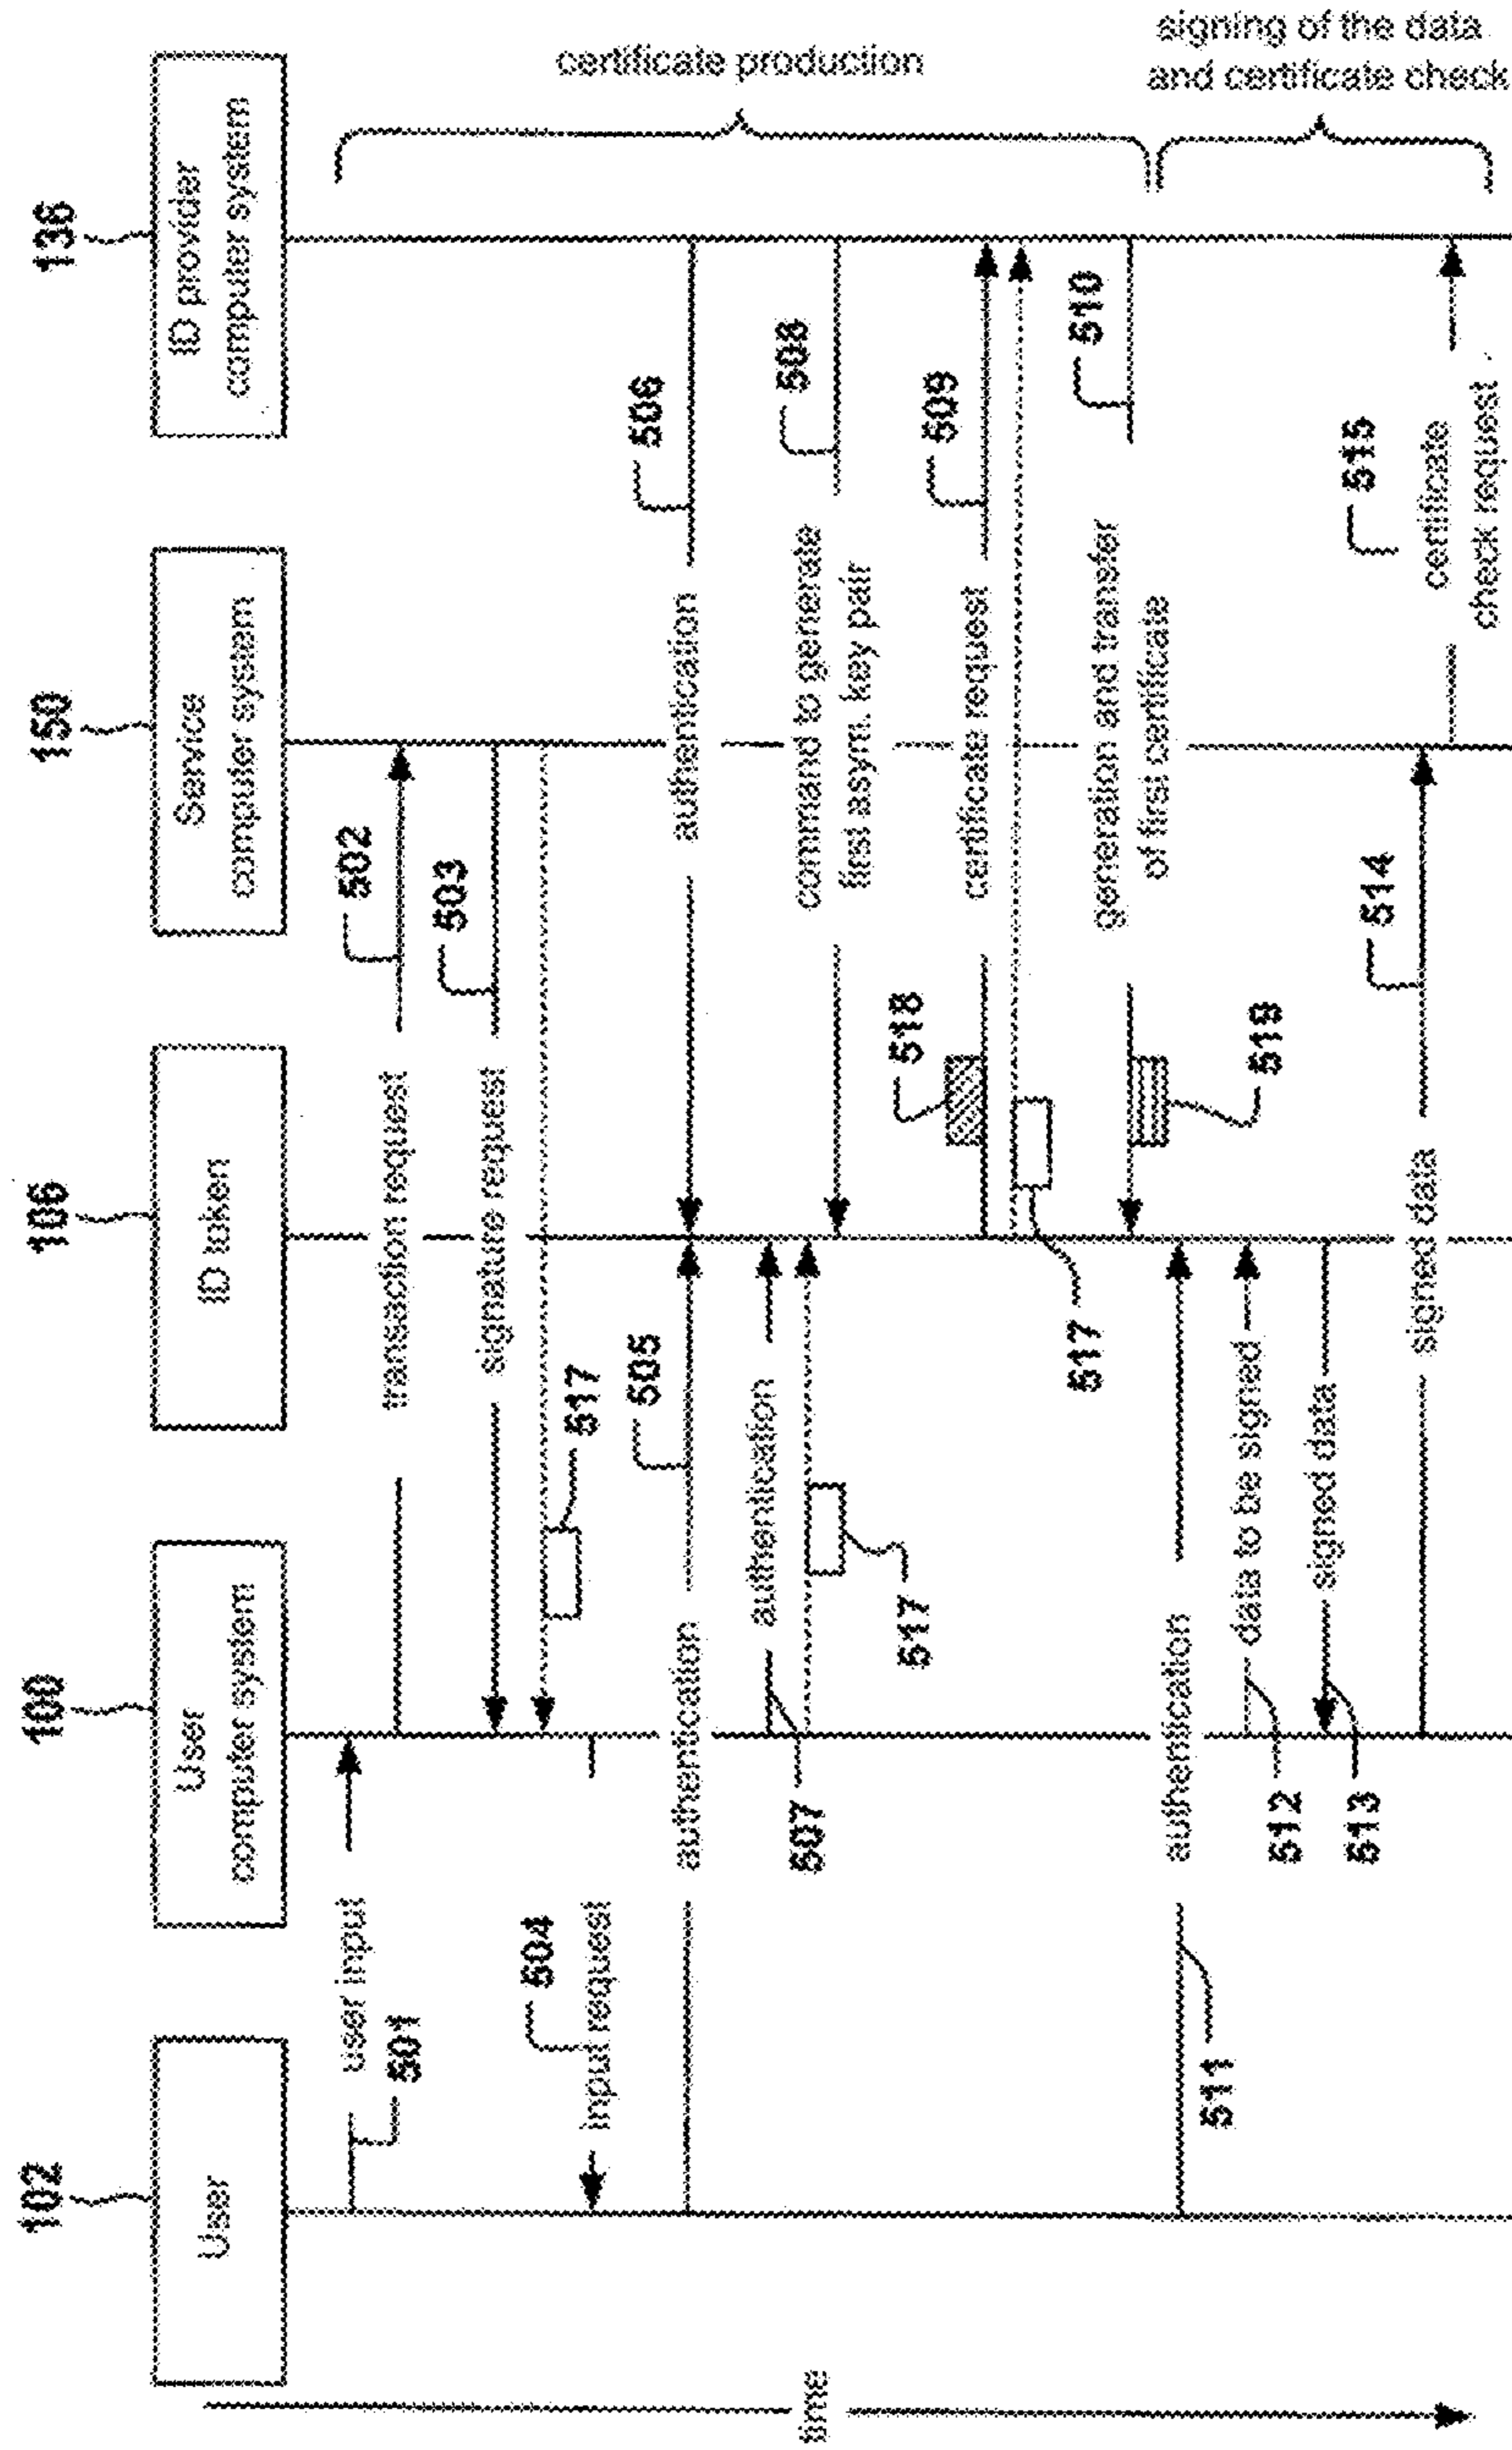 102
User
100
User
computer system
106
ID token
150
Service
computer system
136
ID provider
computer system
time
user input
501
transaction request
502
signature request
503
517
504
input request
authentication
505
authentication
506
authentication
507
517
command to generate
first asym. key pair
508
certificate request
509
518
517
generation and transfer
of first certificate
510
519
authentication
511
data to be signed
512
signed data
513
signed data
514
certificate
check request
515
certificate production
signing of the data
and certificate check